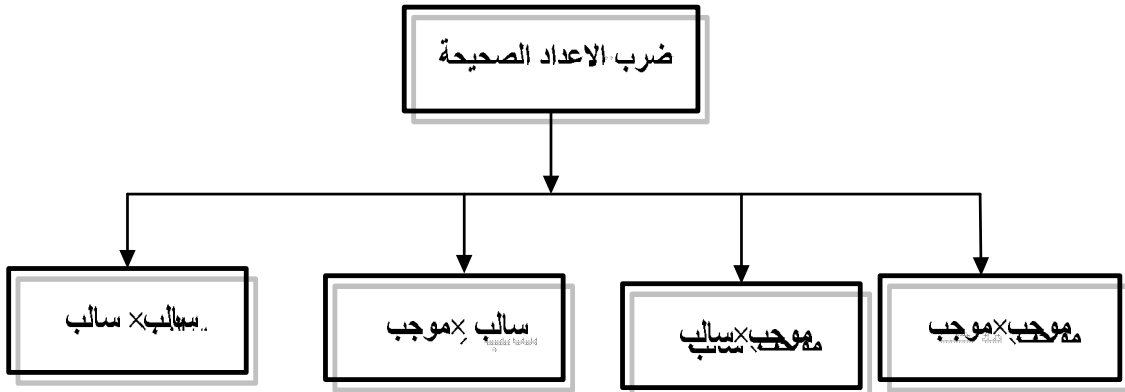 ضرب الاعداد الصحيحة
موجب×موجب
موجب×سالب
سالب ×موجب
سالب× سالب